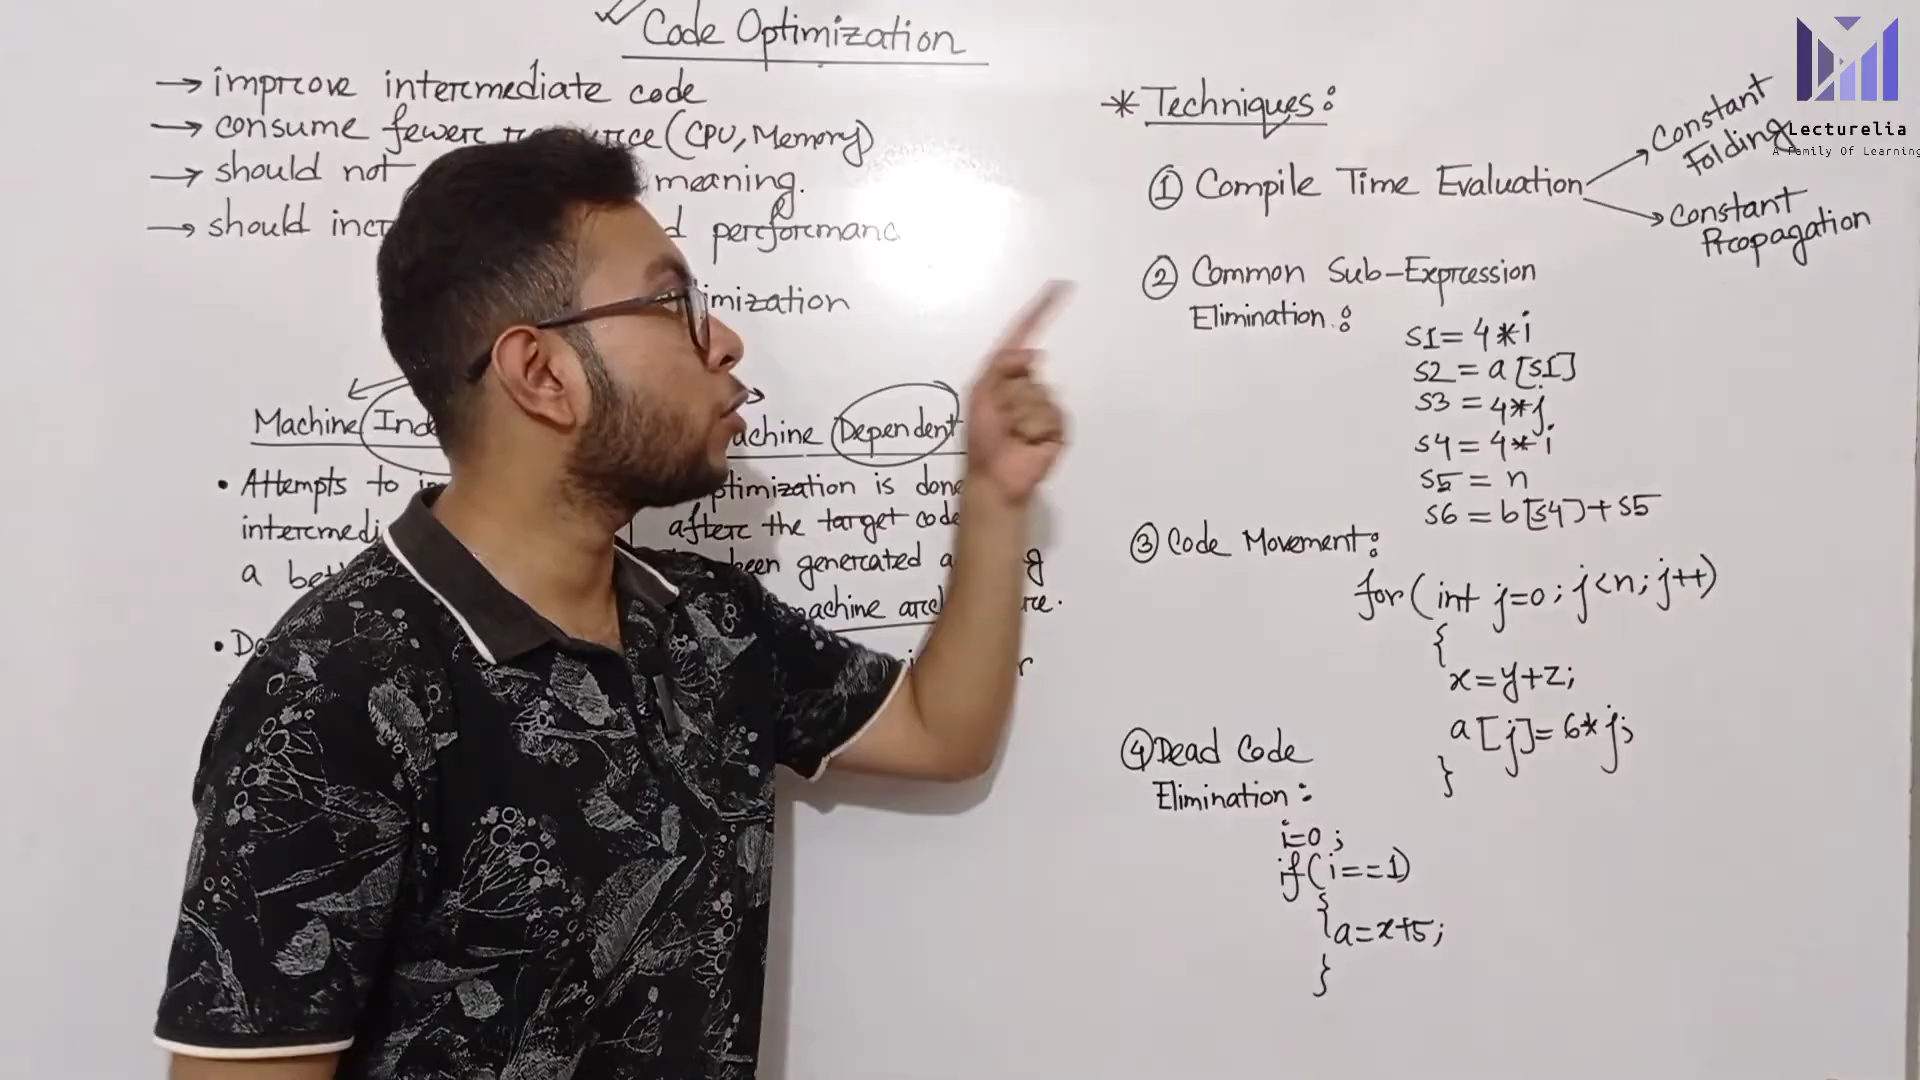 ✓ Code Optimization
→ improve intermediate code
→ consume fewer (CPU, Memory)
→ should not meaning.
→ should performanc
imization
Machine
Machine Dependent
• Attempts to
a
optimization is done
after the target code
been generated
machine
* Techniques:
① Compile Time Evaluation
→ Constant
Folding
→ Constant
Propagation
② Common Sub-Expression
Elimination:
S1 = 4*i
S2 = a[S1]
S3 = 4*j
S4 = 4*i
S5 = n
S6 = b[S4]+S5
③ Code Movement:
for(int j=0; j<n; j++)
{
x=y+z;
a[j]=6*j;
}
④ Dead Code
Elimination:
i=0;
if(i==1)
{
a=x+5;
}
Lecturelia
A Family Of Learning